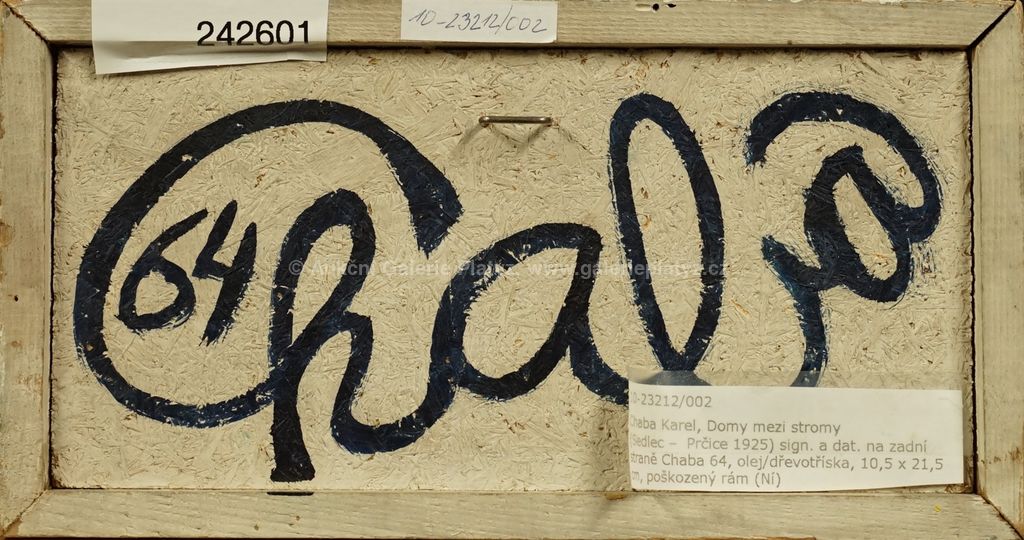 242601
10-23212/002
Chaba
64
© Aukční Galerie Platýz, www.galerieplatyz.cz
10-23212/002
Chaba Karel, Domy mezi stromy
(Sedlec – Prčice 1925) sign. a dat. na zadní
straně Chaba 64, olej/dřevotříska, 10,5 x 21,5
cm, poškozený rám (Ní)